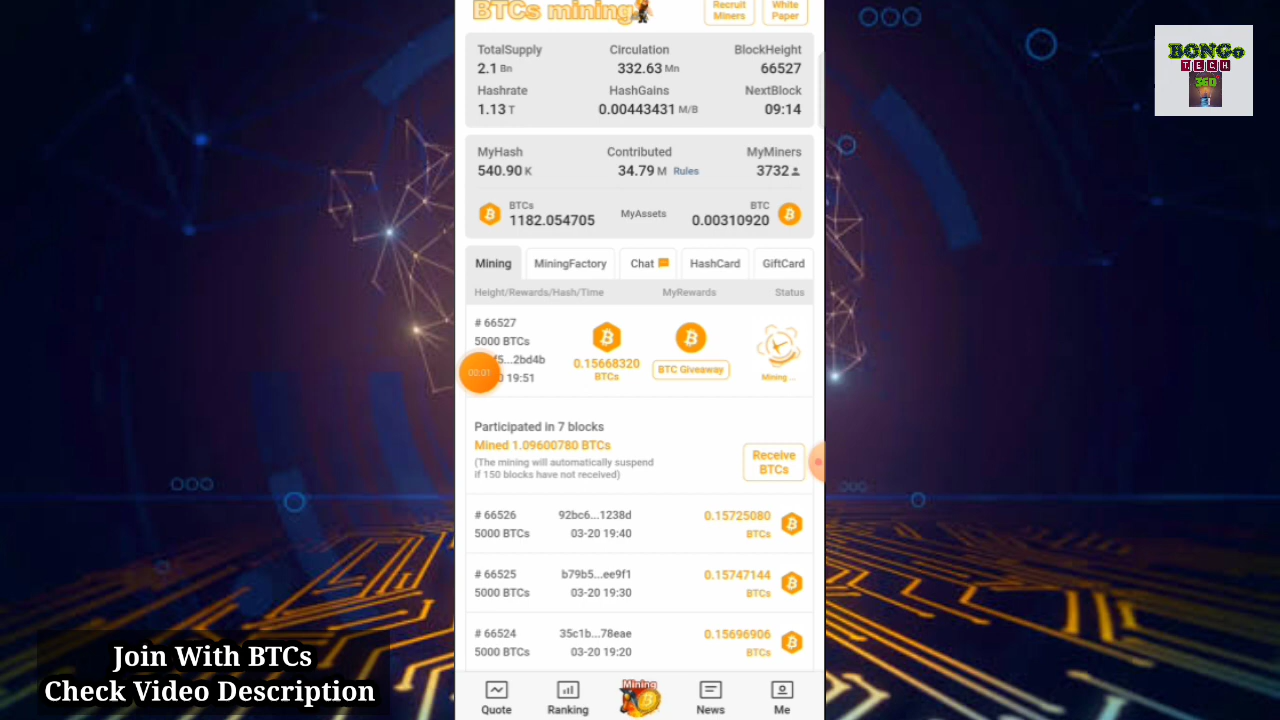 BTCs mining
Recruit
Miners
White
Paper
TotalSupply Circulation BlockHeight
2.1 Bn 332.63 Mn 66527
Hashrate HashGains NextBlock
1.13 T 0.00443431 M/B 09:14
MyHash Contributed MyMiners
540.90 K 34.79 M Rules 3732
BTCs
1182.054705
MyAssets
BTC
0.00310920
Mining MiningFactory Chat HashCard GiftCard
Height/Rewards/Hash/Time MyRewards Status
# 66527
5000 BTCs
5...2bd4b
19:51
0.15668320
BTCs
BTC Giveaway
Mining ...
00:01
Participated in 7 blocks
Mined 1.09600780 BTCs
(The mining will automatically suspend
if 150 blocks have not received)
Receive
BTCs
# 66526 92bc6...1238d 0.15725080
5000 BTCs 03-20 19:40 BTCs
# 66525 b79b5...ee9f1 0.15747144
5000 BTCs 03-20 19:30 BTCs
# 66524 35c1b...78eae 0.15696906
5000 BTCs 03-20 19:20 BTCs
Mining
Quote Ranking News Me
BONGo
TECH
360
Join With BTCs
Check Video Description